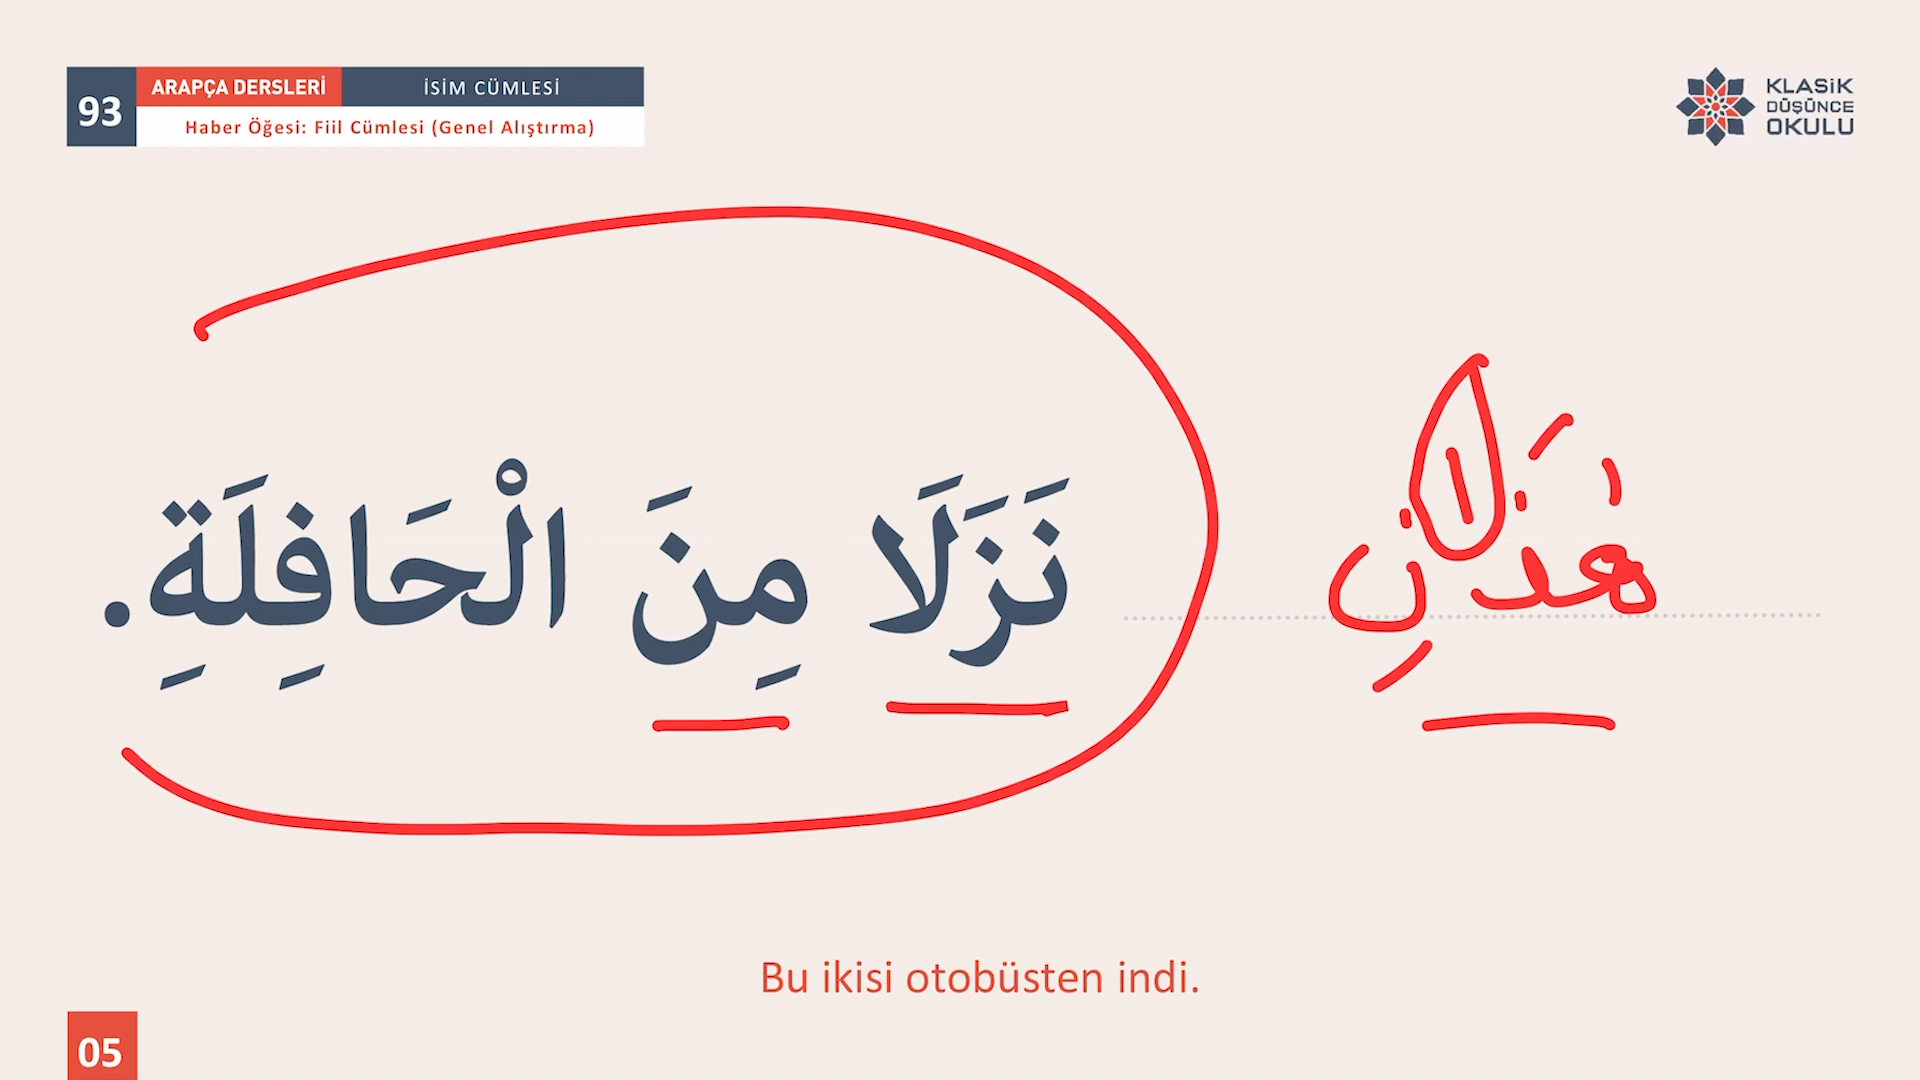 93
ARAPÇA DERSLERİ
İSİM CÜMLESİ
Haber Öğesi: Fiil Cümlesi (Genel Alıştırma)
KLASİK
DÜŞÜNCE
OKULU
هٰذَانِ نَزَلَا مِنَ الْحَافِلَةِ.
Bu ikisi otobüsten indi.
05